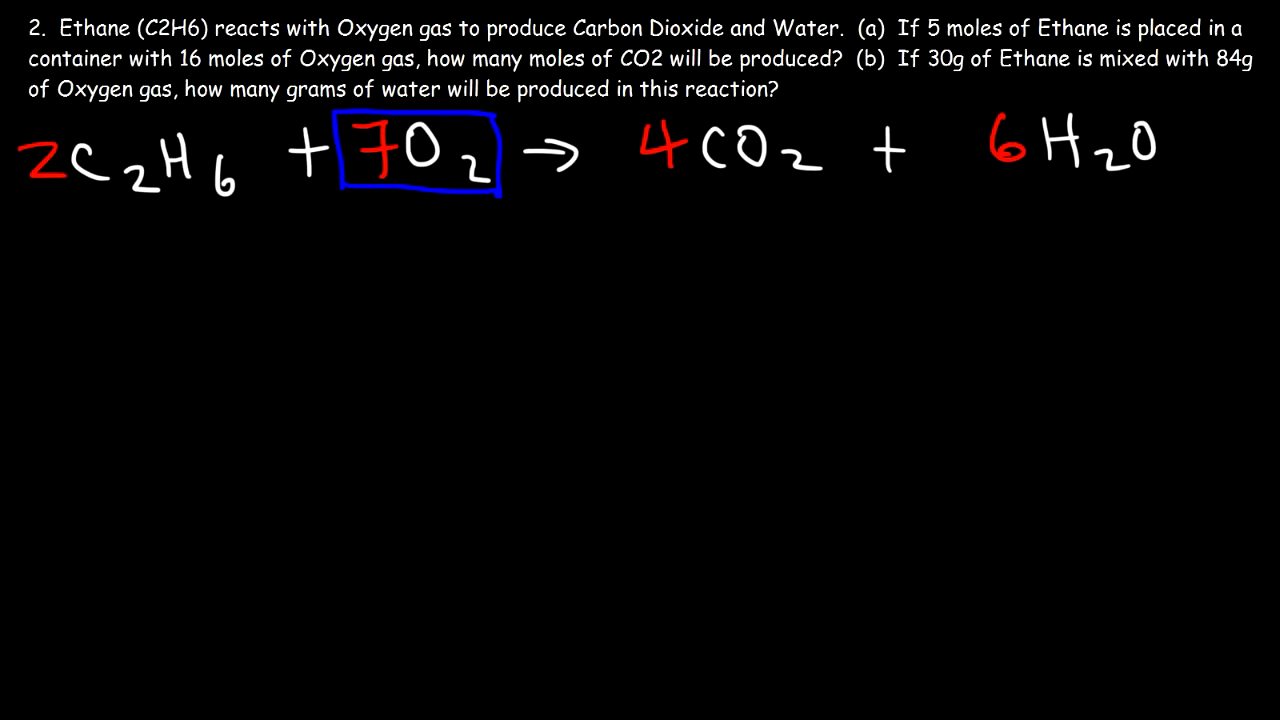 2. Ethane (C2H6) reacts with Oxygen gas to produce Carbon Dioxide and Water. (a) If 5 moles of Ethane is placed in a
container with 16 moles of Oxygen gas, how many moles of CO2 will be produced? (b) If 30g of Ethane is mixed with 84g
of Oxygen gas, how many grams of water will be produced in this reaction?
2C₂H₆ + 7O₂ → 4CO₂ + 6H₂O